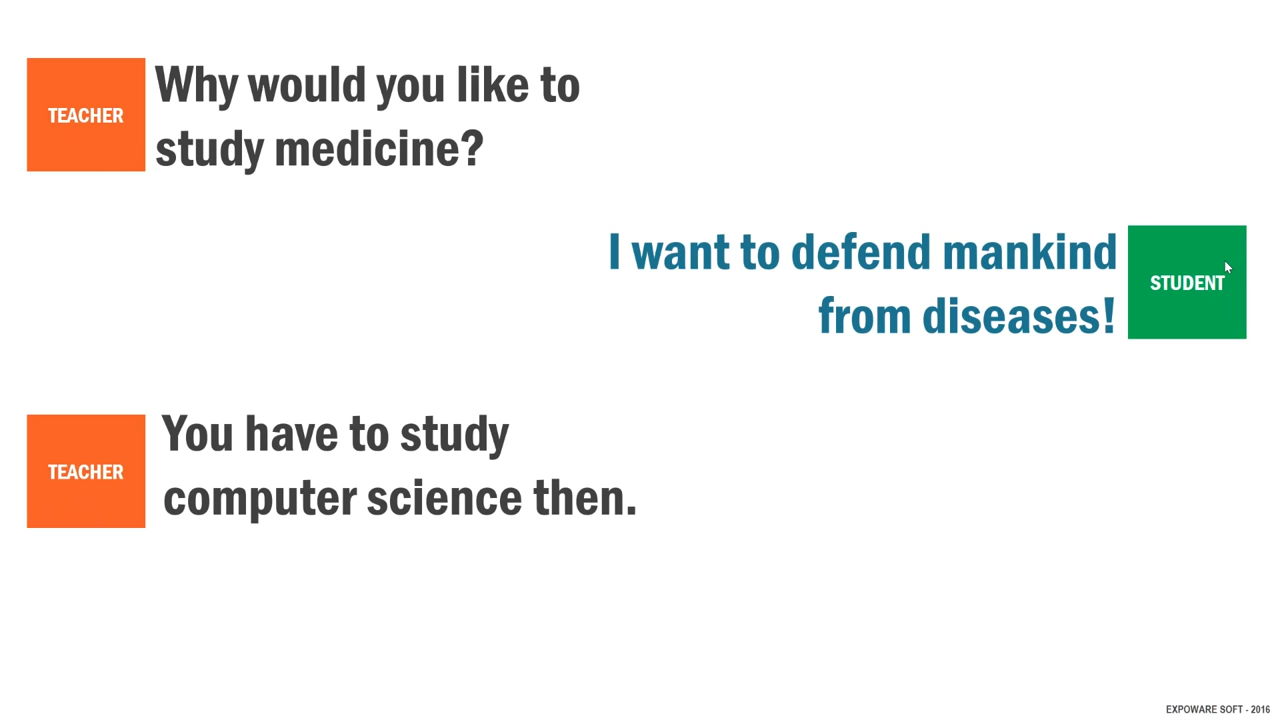 TEACHER
Why would you like to
study medicine?
I want to defend mankind
from diseases!
STUDENT
TEACHER
You have to study
computer science then.
EXPOWARE SOFT - 2016